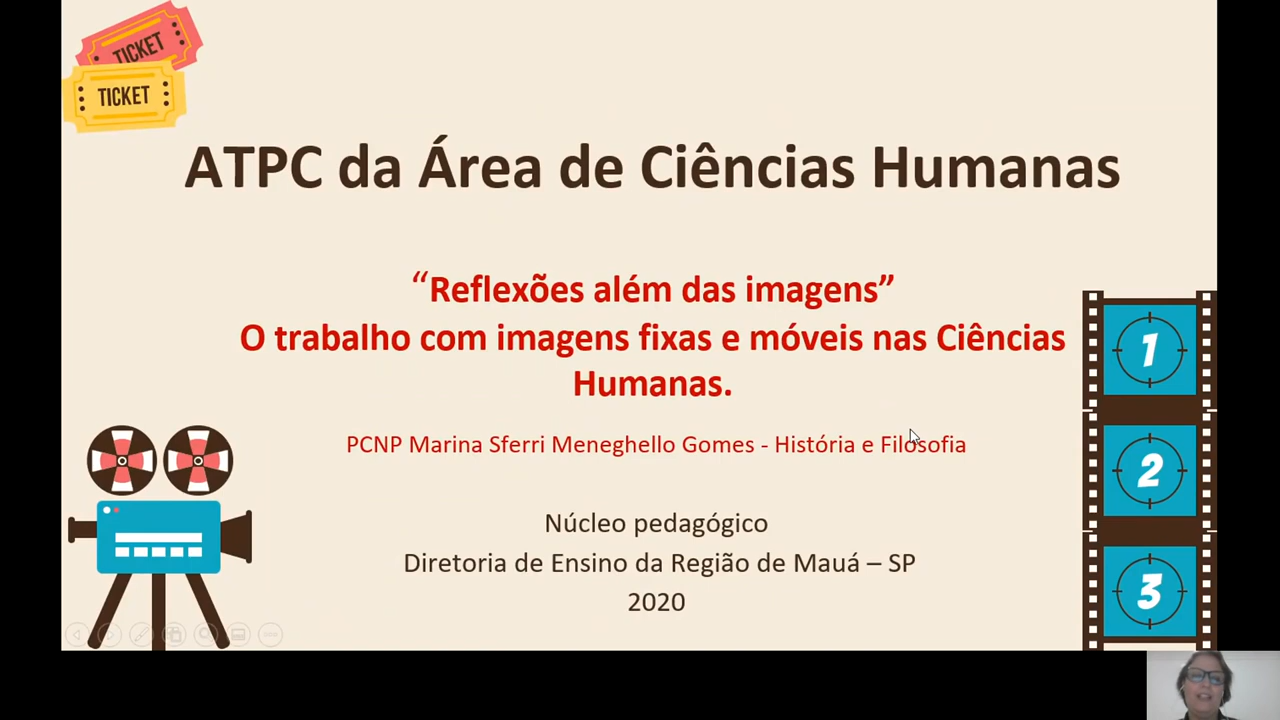 TICKET
TICKET
ATPC da Área de Ciências Humanas
“Reflexões além das imagens”
O trabalho com imagens fixas e móveis nas Ciências
Humanas.
PCNP Marina Sferri Meneghello Gomes - História e Filosofia
Núcleo pedagógico
Diretoria de Ensino da Região de Mauá – SP
2020
1
2
3